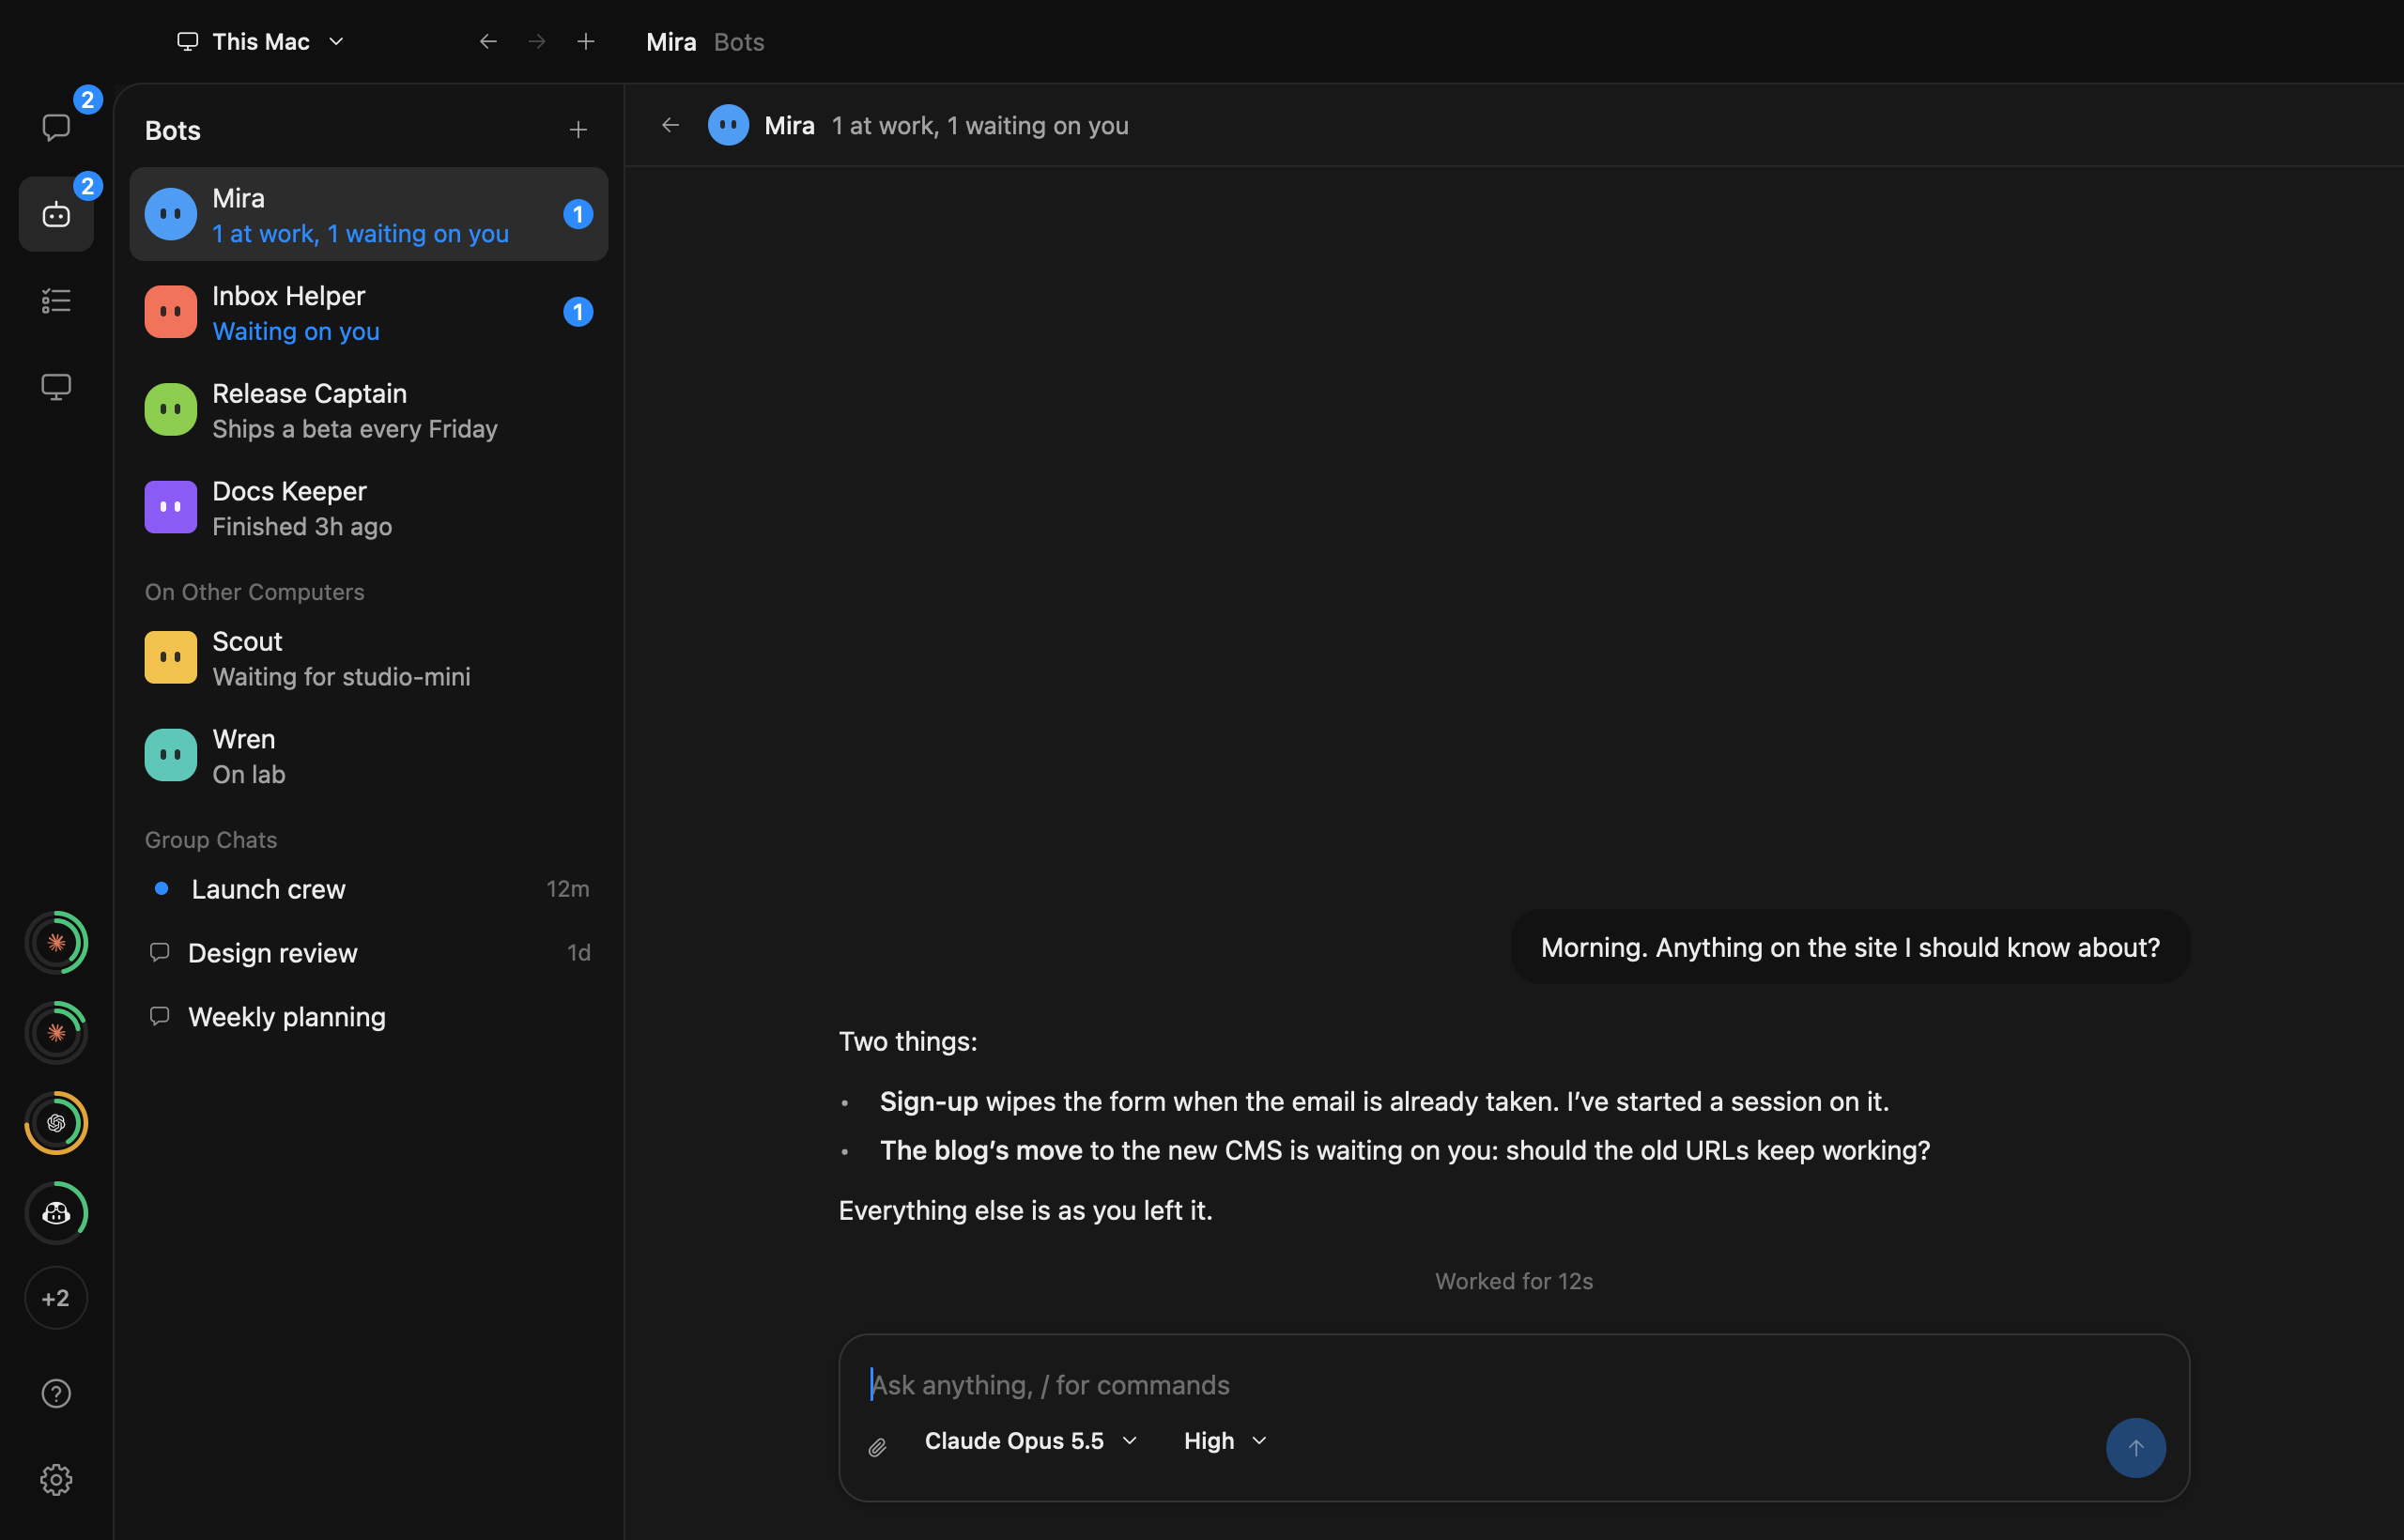 This Mac
Mira Bots
2
2
Bots
Mira
1 at work, 1 waiting on you
1
Inbox Helper
Waiting on you
1
Release Captain
Ships a beta every Friday
Docs Keeper
Finished 3h ago
On Other Computers
Scout
Waiting for studio-mini
Wren
On lab
Group Chats
Launch crew 12m
Design review 1d
Weekly planning
+2
Mira 1 at work, 1 waiting on you
Morning. Anything on the site I should know about?
Two things:
• Sign-up wipes the form when the email is already taken. I’ve started a session on it.
• The blog’s move to the new CMS is waiting on you: should the old URLs keep working?
Everything else is as you left it.
Worked for 12s
Ask anything, / for commands
Claude Opus 5.5 High